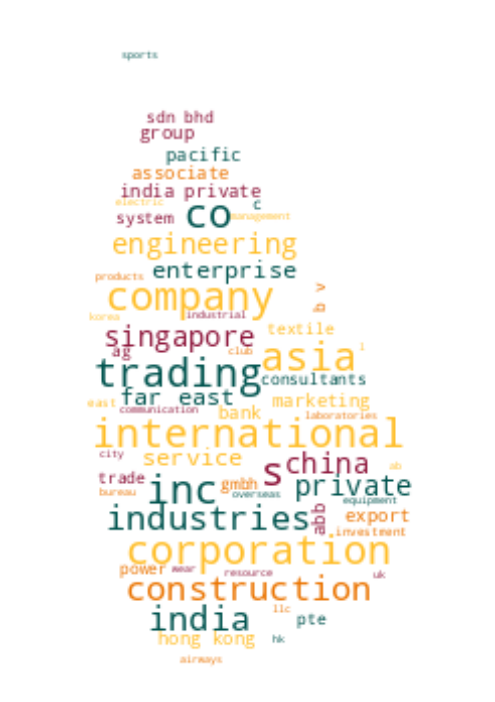 sports
sdn bhd
group
pacific
associate
india private
electric c
system co management
engineering
enterprise
products
company b v
korea industrial
singapore textile
ag club asia i
trading consultants
far east marketing
east communication bank laboratories
international
city service
s china ab
trade inc gmbh private
bureau overseas equipment
industries abb export
investment
corporation
power wear resource uk
construction
llc
india pte
hong kong hk
airways